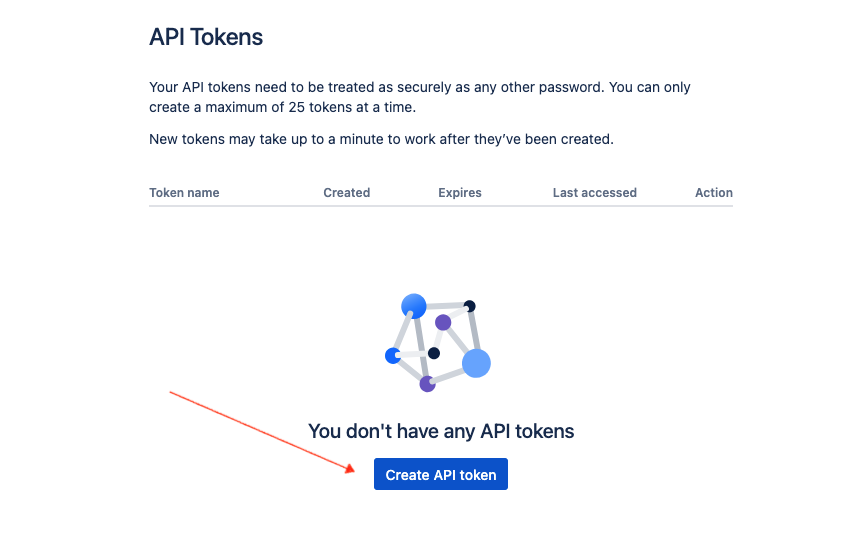 API Tokens
Your API tokens need to be treated as securely as any other password. You can only
create a maximum of 25 tokens at a time.
New tokens may take up to a minute to work after they’ve been created.
Token name Created Expires Last accessed Action
You don't have any API tokens
Create API token